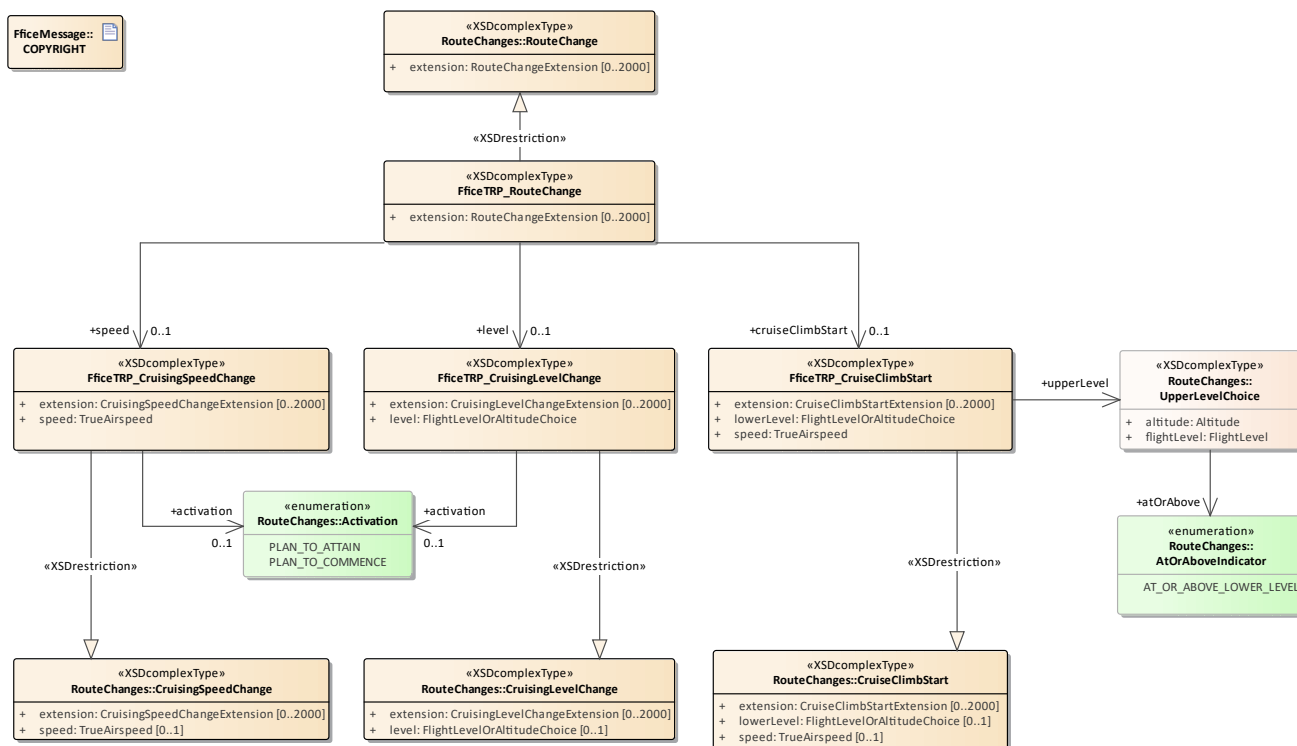 FficeMessage::
COPYRIGHT
«XSDcomplexType»
RouteChanges::RouteChange
+ extension: RouteChangeExtension [0..2000]
«XSDrestriction»
«XSDcomplexType»
FficeTRP_RouteChange
+ extension: RouteChangeExtension [0..2000]
+speed 0..1
+level 0..1
+cruiseClimbStart 0..1
«XSDcomplexType»
FficeTRP_CruisingSpeedChange
+ extension: CruisingSpeedChangeExtension [0..2000]
+ speed: TrueAirspeed
«XSDcomplexType»
FficeTRP_CruisingLevelChange
+ extension: CruisingLevelChangeExtension [0..2000]
+ level: FlightLevelOrAltitudeChoice
«XSDcomplexType»
FficeTRP_CruiseClimbStart
+ extension: CruiseClimbStartExtension [0..2000]
+ lowerLevel: FlightLevelOrAltitudeChoice
+ speed: TrueAirspeed
+upperLevel
«XSDcomplexType»
RouteChanges::
UpperLevelChoice
+ altitude: Altitude
+ flightLevel: FlightLevel
+activation
0..1
«enumeration»
RouteChanges::Activation
PLAN_TO_ATTAIN
PLAN_TO_COMMENCE
+activation
0..1
+atOrAbove
«enumeration»
RouteChanges::
AtOrAboveIndicator
AT_OR_ABOVE_LOWER_LEVEL
«XSDrestriction»
«XSDrestriction»
«XSDrestriction»
«XSDcomplexType»
RouteChanges::CruisingSpeedChange
+ extension: CruisingSpeedChangeExtension [0..2000]
+ speed: TrueAirspeed [0..1]
«XSDcomplexType»
RouteChanges::CruisingLevelChange
+ extension: CruisingLevelChangeExtension [0..2000]
+ level: FlightLevelOrAltitudeChoice [0..1]
«XSDcomplexType»
RouteChanges::CruiseClimbStart
+ extension: CruiseClimbStartExtension [0..2000]
+ lowerLevel: FlightLevelOrAltitudeChoice [0..1]
+ speed: TrueAirspeed [0..1]